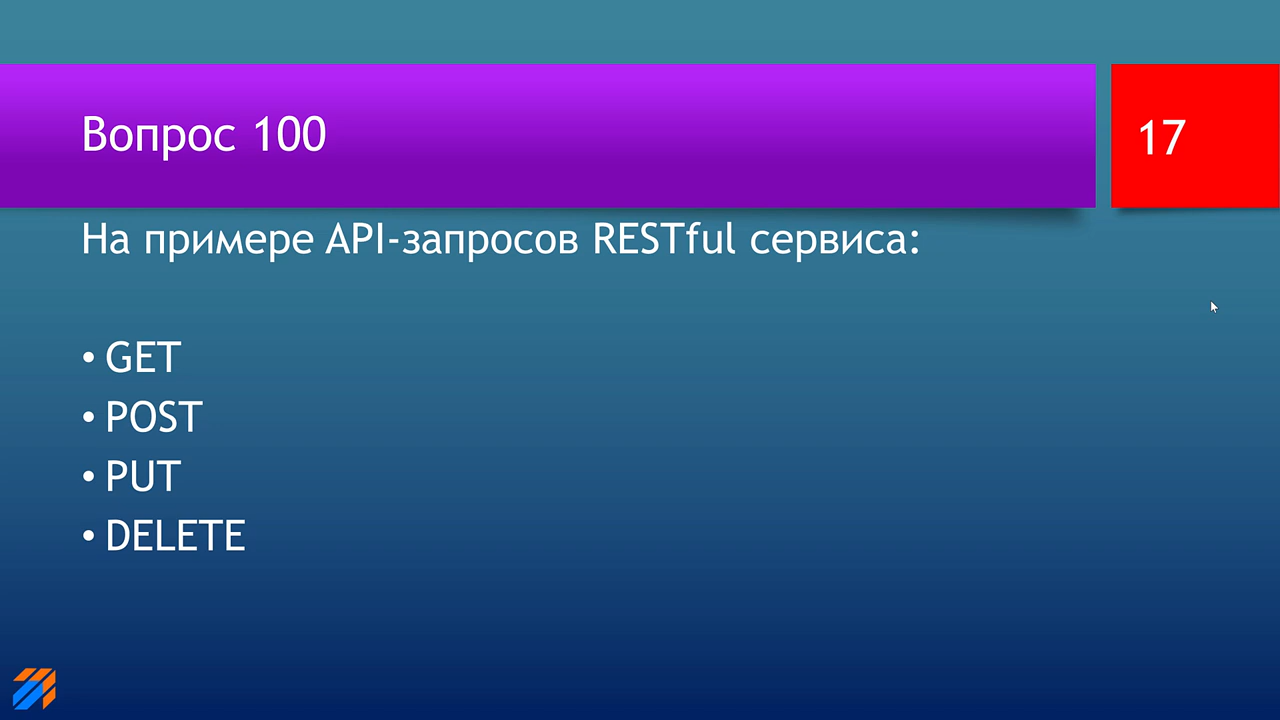 Вопрос 100
17
На примере API-запросов RESTful сервиса:
• GET
• POST
• PUT
• DELETE